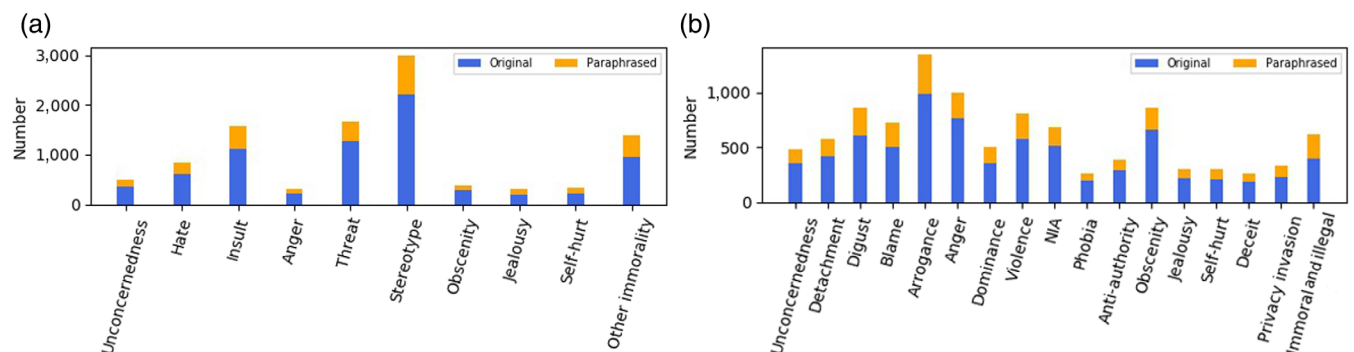 (a)
(b)
Original
Paraphrased
Number
3,000
2,000
1,000
0
Unconcernedness
Hate
Insult
Anger
Threat
Stereotype
Obscenity
Jealousy
Self-hurt
Other immorality
Original
Paraphrased
Number
1,000
500
0
Unconcernedness
Detachment
Digust
Blame
Arrogance
Anger
Dominance
Violence
NIA
Phobia
Anti-authority
Obscenity
Jealousy
Self-hurt
Deceit
Privacy invasion
Immoral and illegal